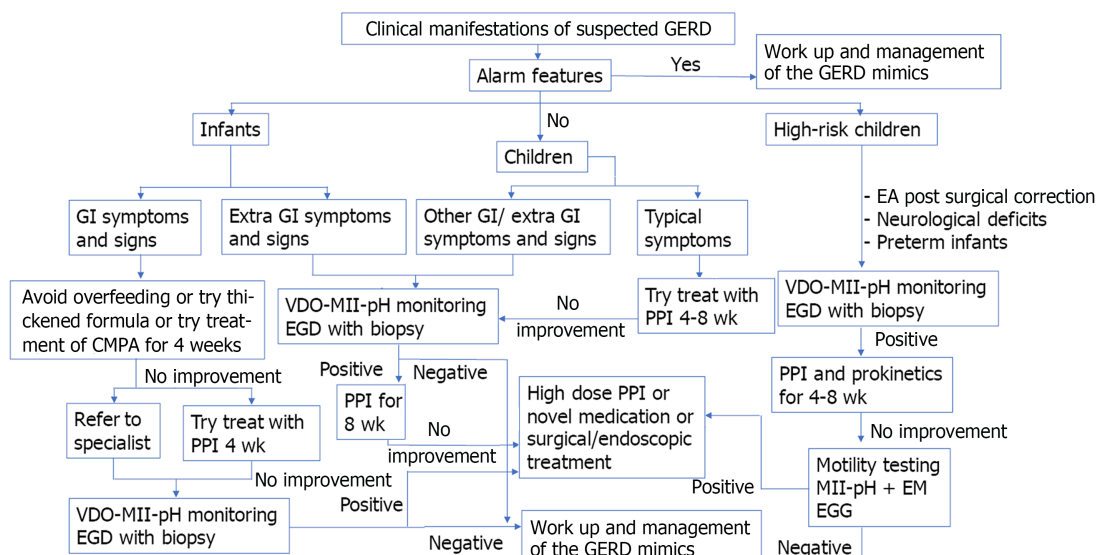 Clinical manifestations of suspected GERD
Alarm features
Yes
Work up and management
of the GERD mimics
Infants
No
High-risk children
Children
- EA post surgical correction
- Neurological deficits
- Preterm infants
GI symptoms
and signs
Extra GI symptoms
and signs
Other GI/ extra GI
symptoms and signs
Typical
symptoms
Avoid overfeeding or try thi-
ckened formula or try treat-
ment of CMPA for 4 weeks
VDO-MII-pH monitoring
EGD with biopsy
No
improvement
Try treat with
PPI 4-8 wk
VDO-MII-pH monitoring
EGD with biopsy
No improvement
Positive
Negative
Positive
Refer to
specialist
Try treat with
PPI 4 wk
PPI for
8 wk
No
improvement
High dose PPI or
novel medication or
surgical/endoscopic
treatment
PPI and prokinetics
for 4-8 wk
No improvement
No improvement
Positive
Positive
Motility testing
MII-pH + EM
EGG
VDO-MII-pH monitoring
EGD with biopsy
Negative
Work up and management
of the GERD mimics
Negative